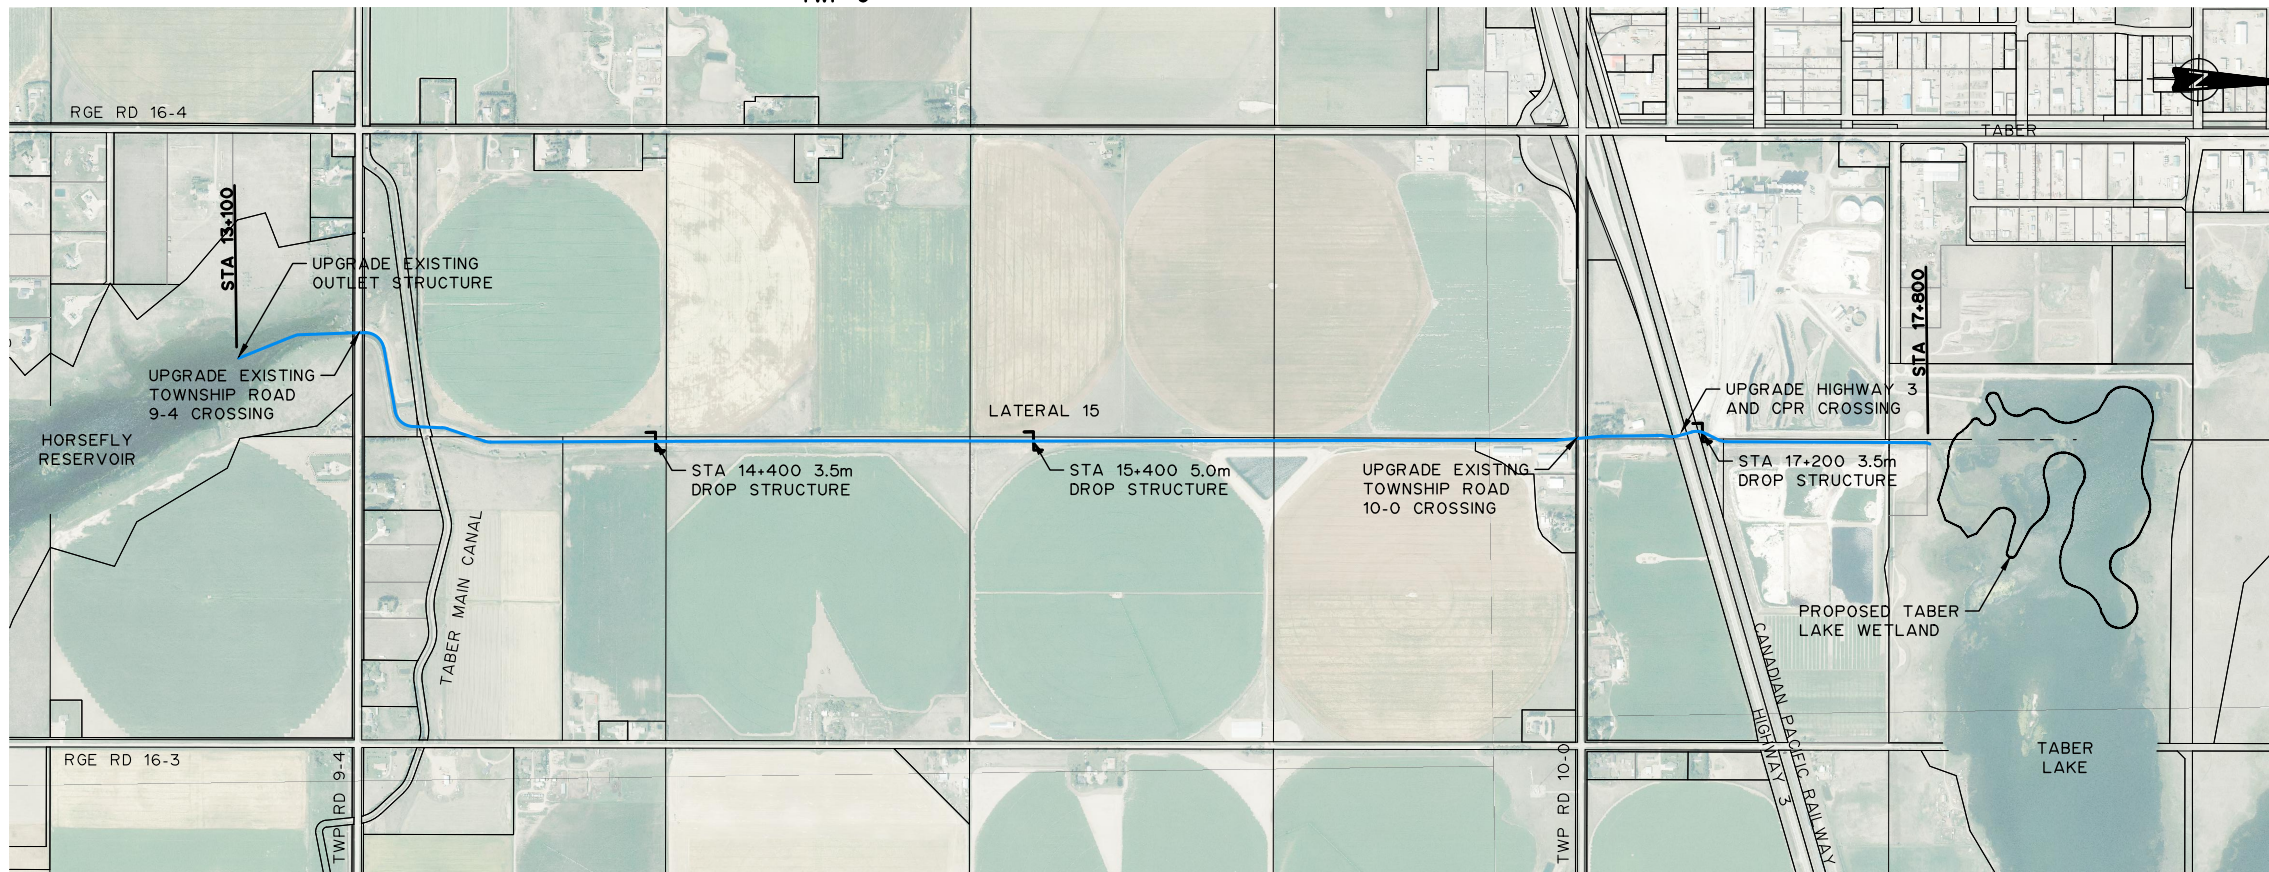 RGE RD 16-4
TABER
N
STA 13+100
UPGRADE EXISTING
OUTLET STRUCTURE
STA 17+800
UPGRADE EXISTING
TOWNSHIP ROAD
9-4 CROSSING
HORSEFLY
RESERVOIR
LATERAL 15
UPGRADE HIGHWAY 3
AND CPR CROSSING
STA 14+400 3.5m
DROP STRUCTURE
STA 15+400 5.0m
DROP STRUCTURE
UPGRADE EXISTING
TOWNSHIP ROAD
10-0 CROSSING
STA 17+200 3.5m
DROP STRUCTURE
TABER MAIN CANAL
PROPOSED TABER
LAKE WETLAND
CANADIAN PACIFIC RAILWAY
HIGHWAY 3
TABER
LAKE
RGE RD 16-3
TWP RD 9-4
TWP RD 10-0